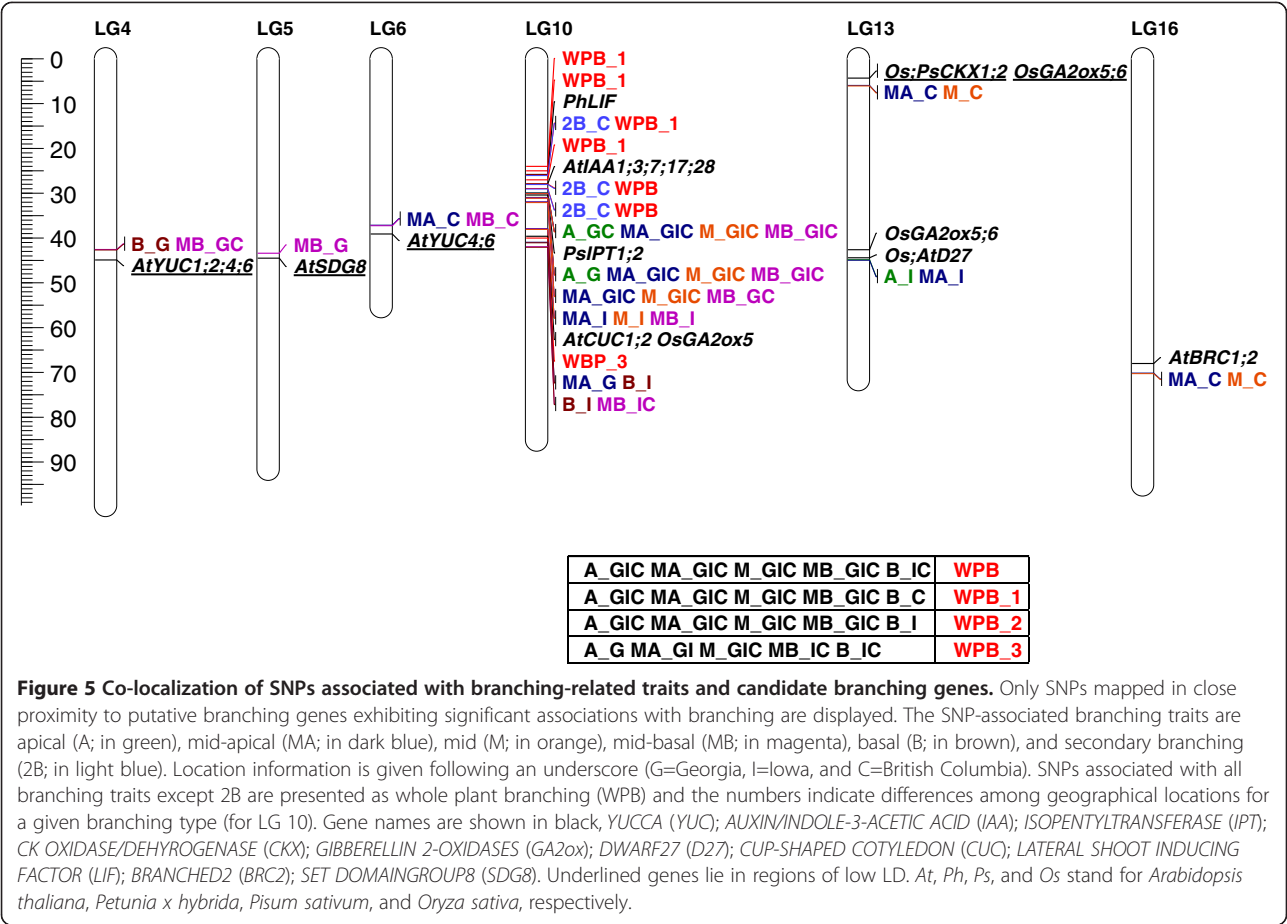 LG4 LG5 LG6 LG10 LG13 LG16
0
10
20
30
40
50
60
70
80
90
B_G MB_GC
AtYUC1;2;4;6
MB_G
AtSDG8
MA_C MB_C
AtYUC4;6
WPB_1
WPB_1
PhLIF
2B_C WPB_1
WPB_1
AtIAA1;3;7;17;28
2B_C WPB
2B_C WPB
A_GC MA_GIC M_GIC MB_GIC
PsIPT1;2
A_G MA_GIC M_GIC MB_GIC
MA_GIC M_GIC MB_GC
MA_I M_I MB_I
AtCUC1;2 OsGA2ox5
WBP_3
MA_G B_I
B_I MB_IC
Os;PsCKX1;2 OsGA2ox5;6
MA_C M_C
OsGA2ox5;6
Os;AtD27
A_I MA_I
AtBRC1;2
MA_C M_C
A_GIC MA_GIC M_GIC MB_GIC B_IC WPB
A_GIC MA_GIC M_GIC MB_GIC B_C WPB_1
A_GIC MA_GIC M_GIC MB_GIC B_I WPB_2
A_G MA_GI M_GIC MB_IC B_IC WPB_3
Figure 5 Co-localization of SNPs associated with branching-related traits and candidate branching genes. Only SNPs mapped in close
proximity to putative branching genes exhibiting significant associations with branching are displayed. The SNP-associated branching traits are
apical (A; in green), mid-apical (MA; in dark blue), mid (M; in orange), mid-basal (MB; in magenta), basal (B; in brown), and secondary branching
(2B; in light blue). Location information is given following an underscore (G=Georgia, I=Iowa, and C=British Columbia). SNPs associated with all
branching traits except 2B are presented as whole plant branching (WPB) and the numbers indicate differences among geographical locations for
a given branching type (for LG 10). Gene names are shown in black, YUCCA (YUC); AUXIN/INDOLE-3-ACETIC ACID (IAA); ISOPENTYLTRANSFERASE (IPT);
CK OXIDASE/DEHYROGENASE (CKX); GIBBERELLIN 2-OXIDASES (GA2ox); DWARF27 (D27); CUP-SHAPED COTYLEDON (CUC); LATERAL SHOOT INDUCING
FACTOR (LIF); BRANCHED2 (BRC2); SET DOMAINGROUP8 (SDG8). Underlined genes lie in regions of low LD. At, Ph, Ps, and Os stand for Arabidopsis
thaliana, Petunia x hybrida, Pisum sativum, and Oryza sativa, respectively.